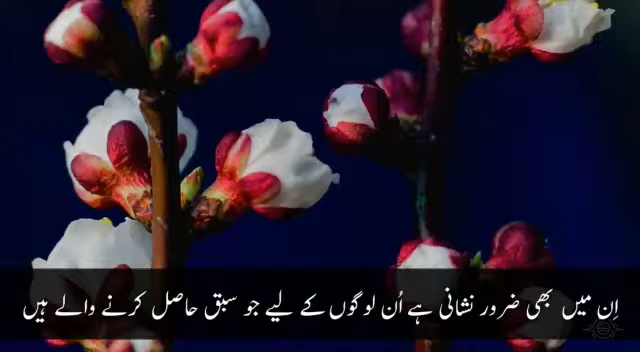 اِن میں بھی ضرور نشانی ہے اُن لوگوں کے لیے جو سبق حاصل کرنے والے ہیں